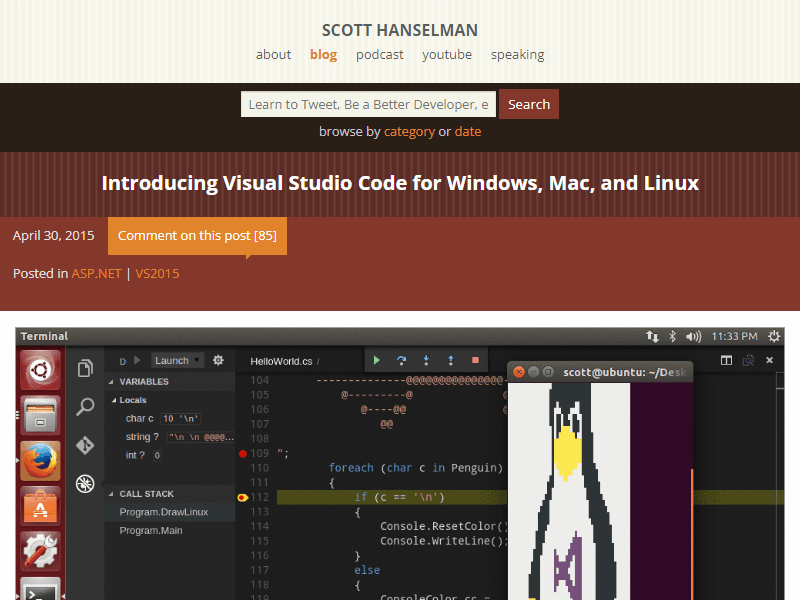 SCOTT HANSELMAN
about blog podcast youtube speaking
Learn to Tweet, Be a Better Developer, e Search
browse by category or date
Introducing Visual Studio Code for Windows, Mac, and Linux
April 30, 2015 Comment on this post [85]
Posted in ASP.NET | VS2015
Terminal 11:33 PM
D Launch HelloWorld.cs /
VARIABLES
Locals
char c 10 '\n'
string ? "\n \n @@@@...
int ? 0
CALL STACK
Program.DrawLinux
Program.Main
104 --------------@@@@@@@@@@@@@@@-
105 @---------@ @
106 @----@@ @
107 @@
108
109 ";
110 foreach (char c in Penguin)
111 {
112 if (c == '\n')
113 {
114 Console.ResetColor()
115 Console.WriteLine();
116 }
117 else
118 {
119 ConsoleColor cc =
scott@ubuntu: ~/Desk